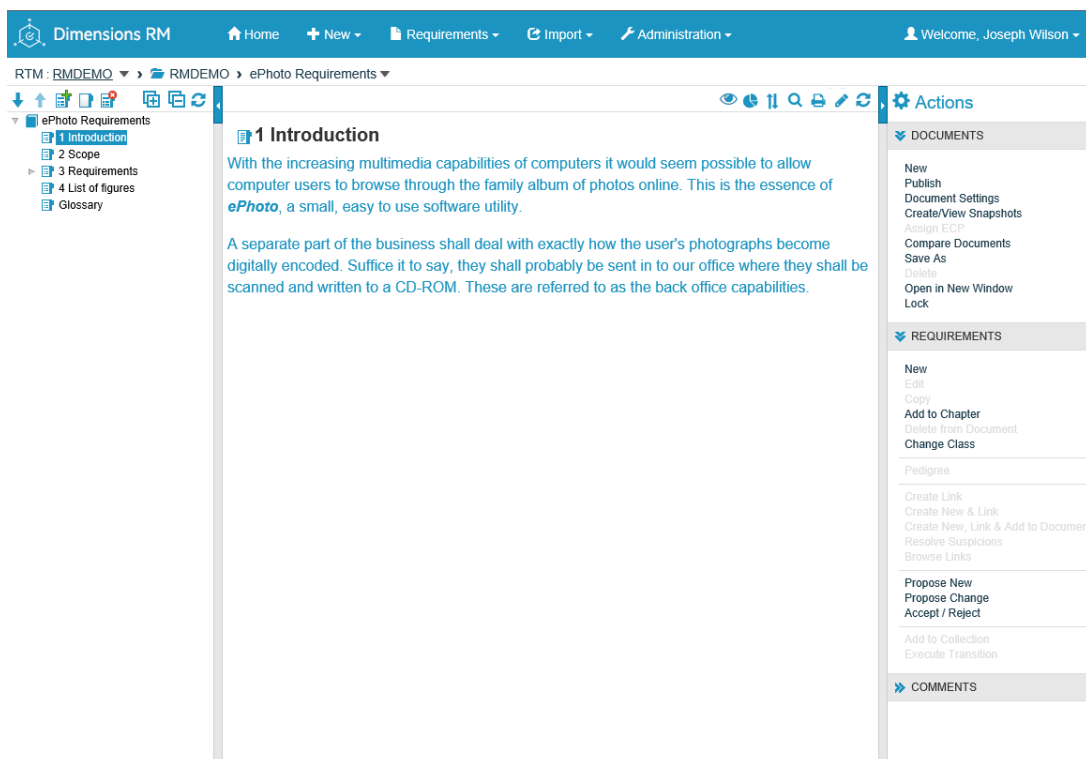 Dimensions RM Home New Requirements Import Administration Welcome, Joseph Wilson
RTM : RMDEMO › RMDEMO › ePhoto Requirements
Actions
ePhoto Requirements
1 Introduction
2 Scope
3 Requirements
4 List of figures
Glossary
1 Introduction
With the increasing multimedia capabilities of computers it would seem possible to allow
computer users to browse through the family album of photos online. This is the essence of
ePhoto, a small, easy to use software utility.
A separate part of the business shall deal with exactly how the user's photographs become
digitally encoded. Suffice it to say, they shall probably be sent in to our office where they shall be
scanned and written to a CD-ROM. These are referred to as the back office capabilities.
DOCUMENTS
New
Publish
Document Settings
Create/View Snapshots
Assign ECP
Compare Documents
Save As
Delete
Open in New Window
Lock
REQUIREMENTS
New
Edit
Copy
Add to Chapter
Delete from Document
Change Class
Pedigree
Create Link
Create New & Link
Create New, Link & Add to Documen
Resolve Suspicions
Browse Links
Propose New
Propose Change
Accept / Reject
Add to Collection
Execute Transition
COMMENTS